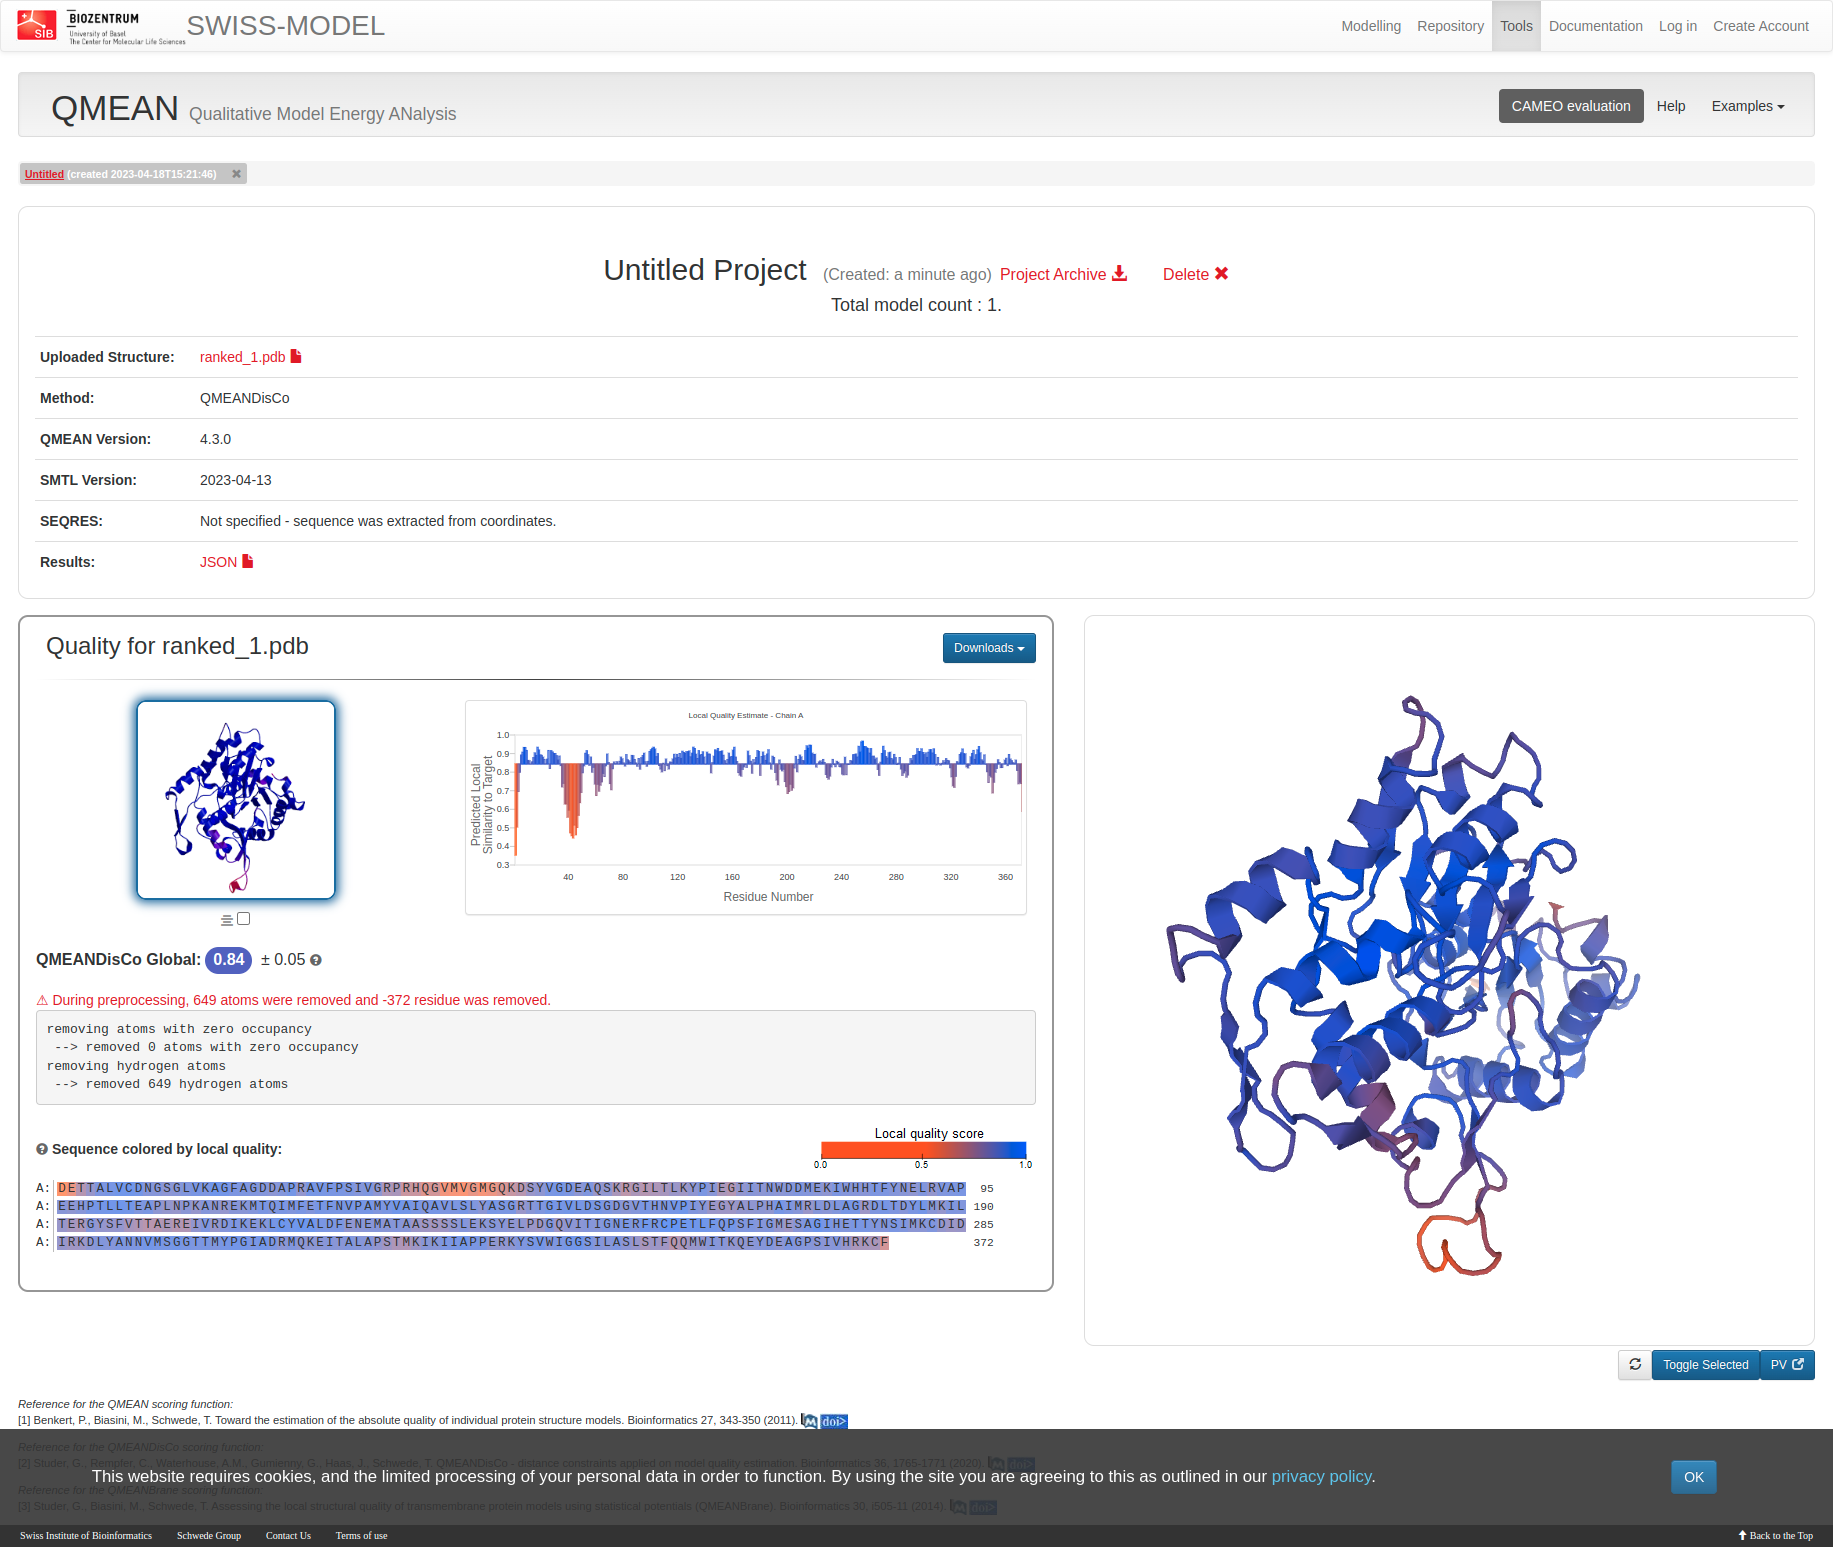 SIB
BIOZENTRUM
University of Basel
The Center for Molecular Life Sciences
SWISS-MODEL
Modelling Repository Tools Documentation Log in Create Account
QMEAN Qualitative Model Energy ANalysis
CAMEO evaluation Help Examples
Untitled (created 2023-04-18T15:21:46)
Untitled Project (Created: a minute ago) Project Archive Delete
Total model count : 1.
Uploaded Structure: ranked_1.pdb
Method: QMEANDisCo
QMEAN Version: 4.3.0
SMTL Version: 2023-04-13
SEQRES: Not specified - sequence was extracted from coordinates.
Results: JSON
Quality for ranked_1.pdb
Downloads
Local Quality Estimate - Chain A
Predicted Local
Similarity to Target
1.0
0.9
0.8
0.7
0.6
0.5
0.4
0.3
40 80 120 160 200 240 280 320 360
Residue Number
QMEANDisCo Global: 0.84 ± 0.05
⚠ During preprocessing, 649 atoms were removed and -372 residue was removed.
removing atoms with zero occupancy
--> removed 0 atoms with zero occupancy
removing hydrogen atoms
--> removed 649 hydrogen atoms
Local quality score
0.0 0.5 1.0
Sequence colored by local quality:
A: DETTALVCDNGSGLVKAGFAGDDAPRAVFPSIVGRPRHQGVMVGMGQKDSYVGDEAQSKRGILTLKYPIEGIITNWDDMEKIWHHTFYNELRVAP 95
A: EEHPTLLTEAPLNPKANREKMTQIMFETFNVPAMYVAIQAVLSLYASGRTTGIVLDSGDGVTHNVPIYEGYALPHAIMRLDLAGRDLTDYLMKIL 190
A: TERGYSFVTTAEREIVRDIKEKLCYVALDFENEMATAASSSSLEKSYELPDGQVITIGNERFRCPETLFQPSFIGMESAGIHETTYNSIMKCDID 285
A: IRKDLYANNVMSGGTTMYPGIADRMQKEITALAPSTMKIKIIAPPERKYSVWIGGSILASLSTFQQMWITKQEYDEAGPSIVHRKCF 372
Toggle Selected PV
Reference for the QMEAN scoring function:
[1] Benkert, P., Biasini, M., Schwede, T. Toward the estimation of the absolute quality of individual protein structure models. Bioinformatics 27, 343-350 (2011). M doi>
Reference for the QMEANDisCo scoring function:
[2] Studer, G., Rempfer, C., Waterhouse, A.M., Gumienny, G., Haas, J., Schwede, T. QMEANDisCo - distance constraints applied on model quality estimation. Bioinformatics 36, 1765-1771 (2020). M doi>
This website requires cookies, and the limited processing of your personal data in order to function. By using the site you are agreeing to this as outlined in our privacy policy. OK
Reference for the QMEANBrane scoring function:
[3] Studer, G., Biasini, M., Schwede, T. Assessing the local structural quality of transmembrane protein models using statistical potentials (QMEANBrane). Bioinformatics 30, i505-11 (2014). M doi>
Swiss Institute of Bioinformatics Schwede Group Contact Us Terms of use Back to the Top